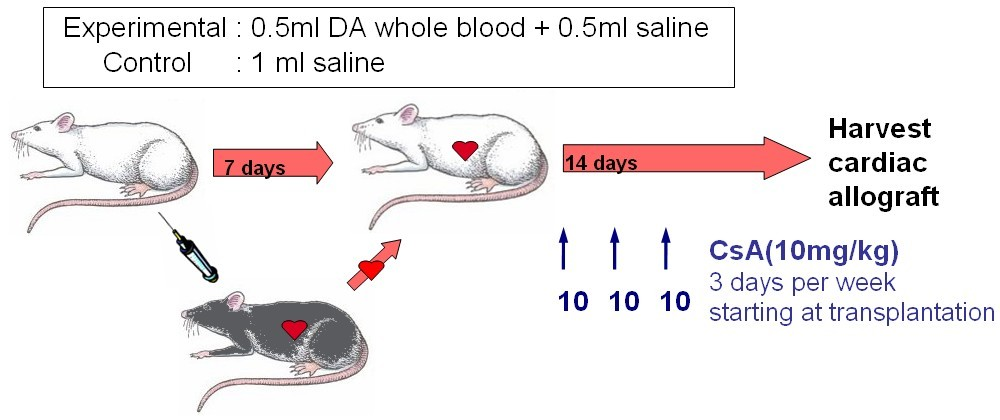 Experimental : 0.5ml DA whole blood + 0.5ml saline
Control : 1 ml saline
7 days
14 days
Harvest
cardiac
allograft
10 10 10
CsA(10mg/kg)
3 days per week
starting at transplantation